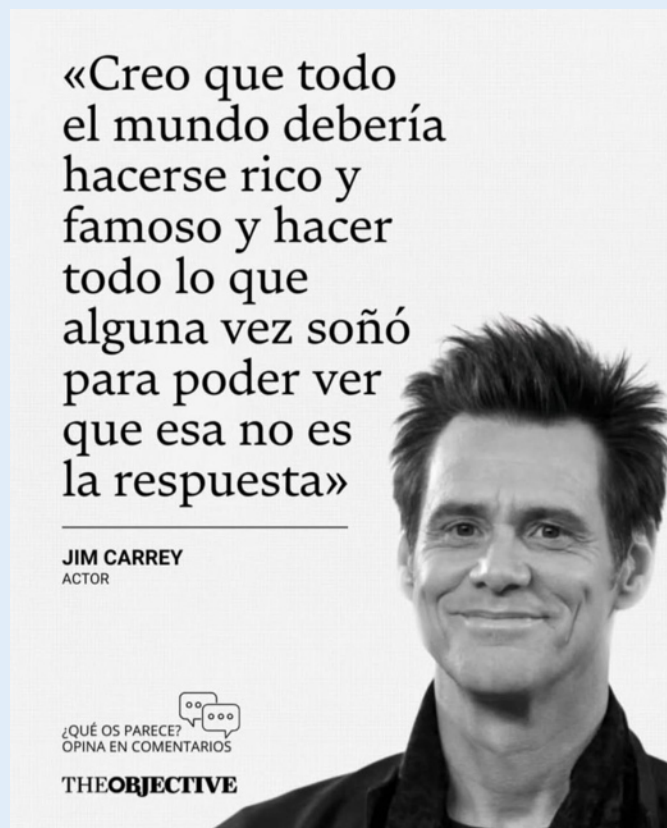 «Creo que todo
el mundo debería
hacerse rico y
famoso y hacer
todo lo que
alguna vez soñó
para poder ver
que esa no es
la respuesta»
JIM CARREY
ACTOR
¿QUÉ OS PARECE?
OPINA EN COMENTARIOS
THEOBJECTIVE